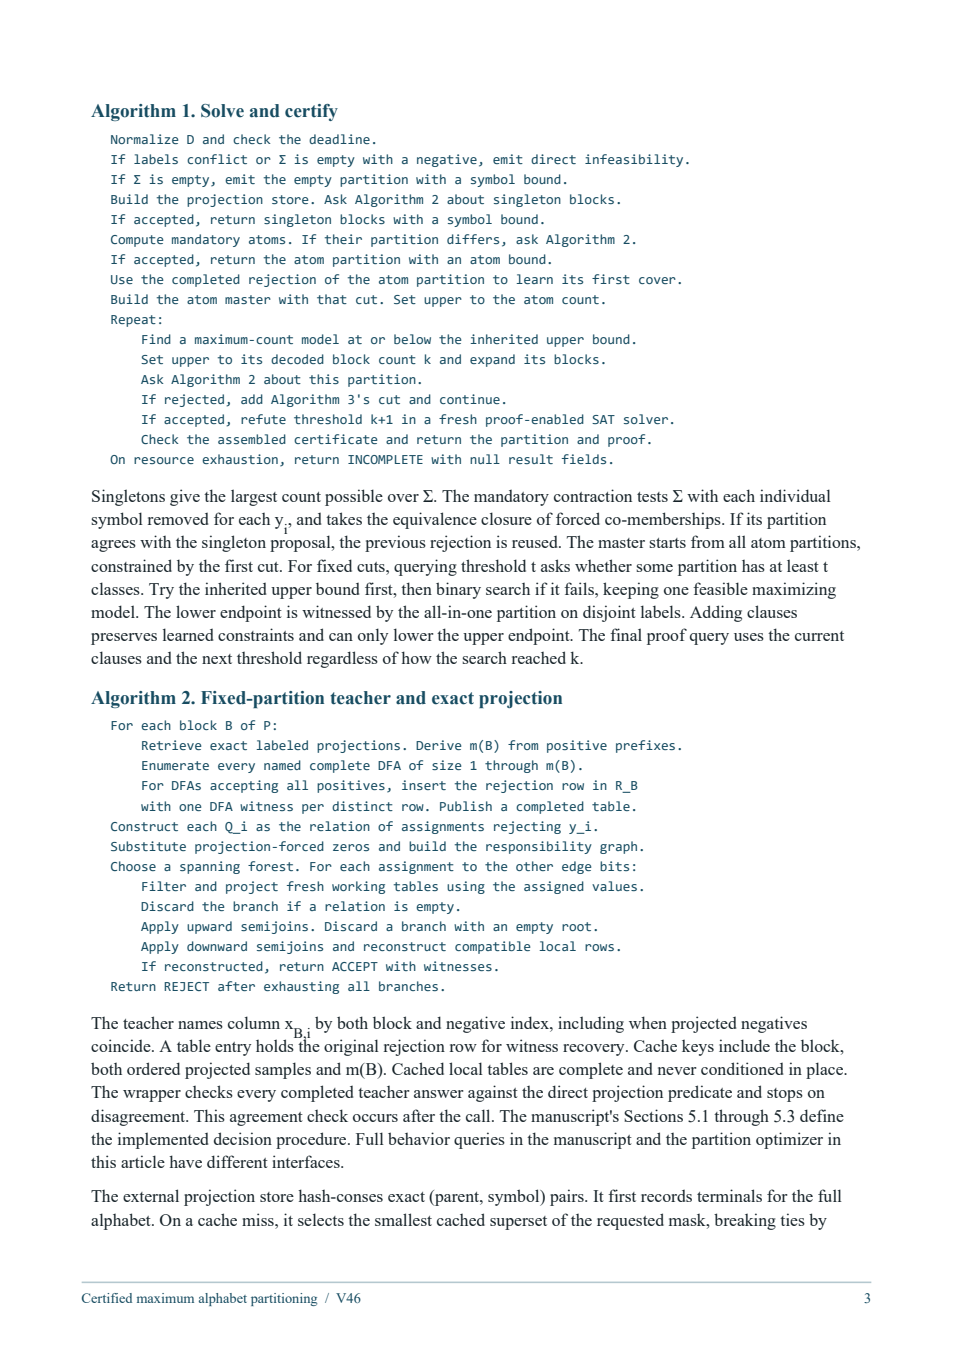 Algorithm 1. Solve and certify
Normalize D and check the deadline.
If labels conflict or Σ is empty with a negative, emit direct infeasibility.
If Σ is empty, emit the empty partition with a symbol bound.
Build the projection store. Ask Algorithm 2 about singleton blocks.
If accepted, return singleton blocks with a symbol bound.
Compute mandatory atoms. If their partition differs, ask Algorithm 2.
If accepted, return the atom partition with an atom bound.
Use the completed rejection of the atom partition to learn its first cover.
Build the atom master with that cut. Set upper to the atom count.
Repeat:
Find a maximum-count model at or below the inherited upper bound.
Set upper to its decoded block count k and expand its blocks.
Ask Algorithm 2 about this partition.
If rejected, add Algorithm 3's cut and continue.
If accepted, refute threshold k+1 in a fresh proof-enabled SAT solver.
Check the assembled certificate and return the partition and proof.
On resource exhaustion, return INCOMPLETE with null result fields.
Singletons give the largest count possible over Σ. The mandatory contraction tests Σ with each individual
symbol removed for each y_i, and takes the equivalence closure of forced co-memberships. If its partition
agrees with the singleton proposal, the previous rejection is reused. The master starts from all atom partitions,
constrained by the first cut. For fixed cuts, querying threshold t asks whether some partition has at least t
classes. Try the inherited upper bound first, then binary search if it fails, keeping one feasible maximizing
model. The lower endpoint is witnessed by the all-in-one partition on disjoint labels. Adding clauses
preserves learned constraints and can only lower the upper endpoint. The final proof query uses the current
clauses and the next threshold regardless of how the search reached k.
Algorithm 2. Fixed-partition teacher and exact projection
For each block B of P:
Retrieve exact labeled projections. Derive m(B) from positive prefixes.
Enumerate every named complete DFA of size 1 through m(B).
For DFAs accepting all positives, insert the rejection row in R_B
with one DFA witness per distinct row. Publish a completed table.
Construct each Q_i as the relation of assignments rejecting y_i.
Substitute projection-forced zeros and build the responsibility graph.
Choose a spanning forest. For each assignment to the other edge bits:
Filter and project fresh working tables using the assigned values.
Discard the branch if a relation is empty.
Apply upward semijoins. Discard a branch with an empty root.
Apply downward semijoins and reconstruct compatible local rows.
If reconstructed, return ACCEPT with witnesses.
Return REJECT after exhausting all branches.
The teacher names column x_B,i by both block and negative index, including when projected negatives
coincide. A table entry holds the original rejection row for witness recovery. Cache keys include the block,
both ordered projected samples and m(B). Cached local tables are complete and never conditioned in place.
The wrapper checks every completed teacher answer against the direct projection predicate and stops on
disagreement. This agreement check occurs after the call. The manuscript's Sections 5.1 through 5.3 define
the implemented decision procedure. Full behavior queries in the manuscript and the partition optimizer in
this article have different interfaces.
The external projection store hash-conses exact (parent, symbol) pairs. It first records terminals for the full
alphabet. On a cache miss, it selects the smallest cached superset of the requested mask, breaking ties by
Certified maximum alphabet partitioning / V46
3